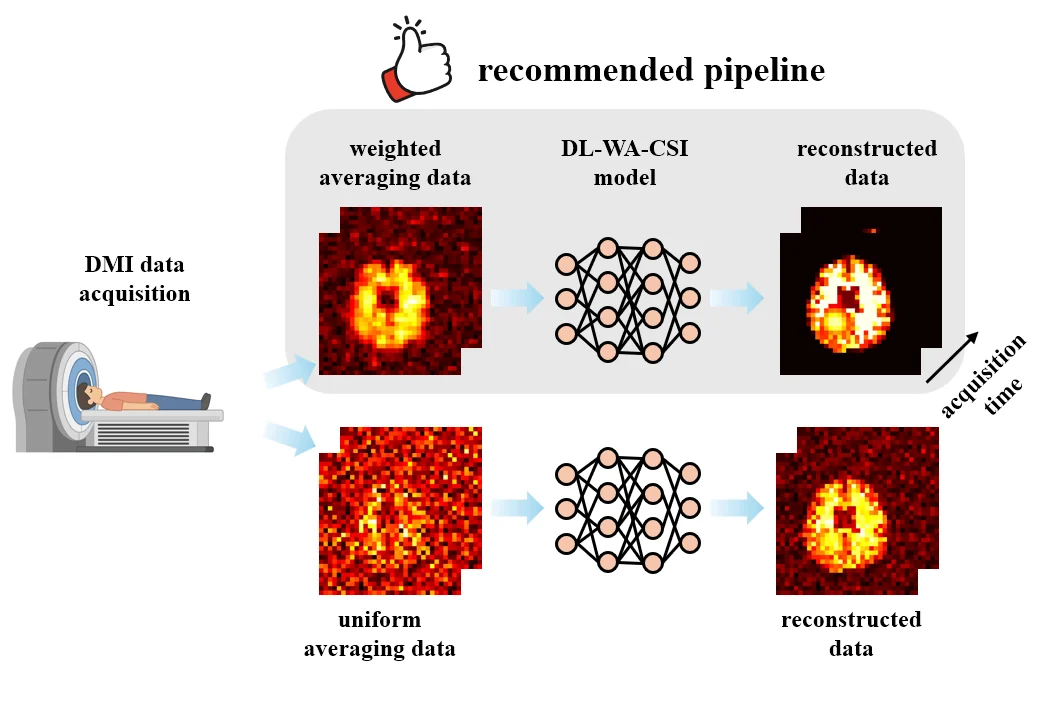 recommended pipeline
weighted
averaging data
DL-WA-CSI
model
reconstructed
data
DMI data
acquisition
acquisition
time
uniform
averaging data
reconstructed
data